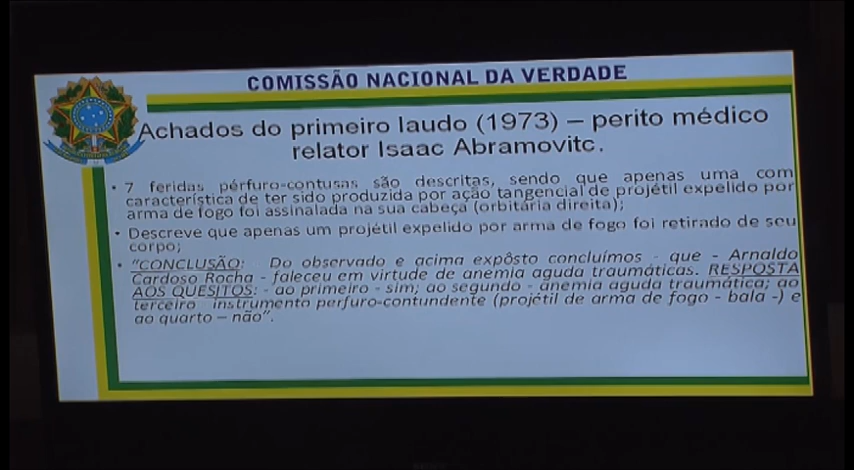 COMISSÃO NACIONAL DA VERDADE
Achados do primeiro laudo (1973) – perito médico
relator Isaac Abramovitc.
• 7 feridas pérfuro-contusas são descritas, sendo que apenas uma com
característica de ter sido produzida por ação tangencial de projétil expelido por
arma de fogo foi assinalada na sua cabeça (orbitária direita);
• Descreve que apenas um projétil expelido por arma de fogo foi retirado de seu
corpo;
• "CONCLUSÃO: Do observado e acima expôsto concluímos - que - Arnaldo
Cardoso Rocha - faleceu em virtude de anemia aguda traumáticas. RESPOSTA
AOS QUESITOS: - ao primeiro - sim; ao segundo - anemia aguda traumática; ao
terceiro instrumento perfuro-contundente (projétil de arma de fogo - bala -) e
ao quarto – não".